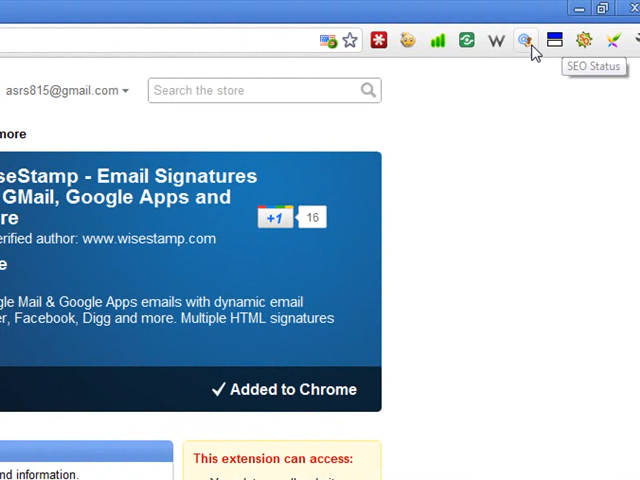 SEO Status
asrs815@gmail.com
Search the store
more
seStamp - Email Signatures
GMail, Google Apps and
re
+1 16
erified author: www.wisestamp.com
e
gle Mail & Google Apps emails with dynamic email
er, Facebook, Digg and more. Multiple HTML signatures
Added to Chrome
This extension can access:
nd information.